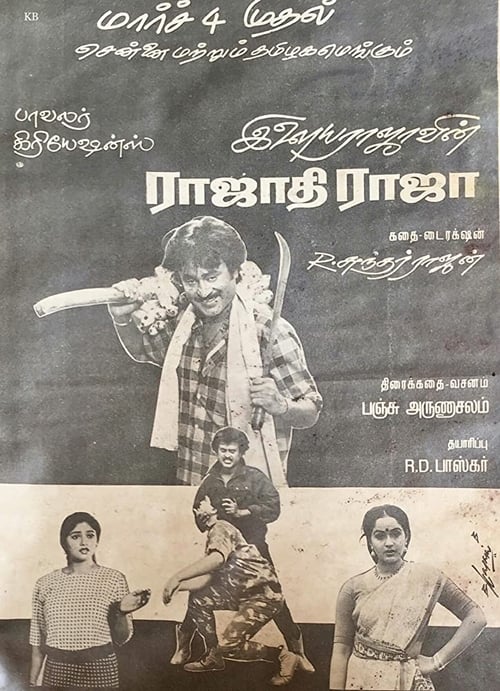 KB
மார்ச் 4 முதல்
சென்னை மற்றும் தமிழகமெங்கும்
பாவலர்
கிரியேஷன்ஸ்
இளையராஜாவின்
ராஜாதி ராஜா
கதை-டைரக்‌ஷன்
R.சுந்தர்ராஜன்
திரைக்கதை-வசனம்
பஞ்சு அருணாசலம்
தயாரிப்பு
R.D. பாஸ்கர்